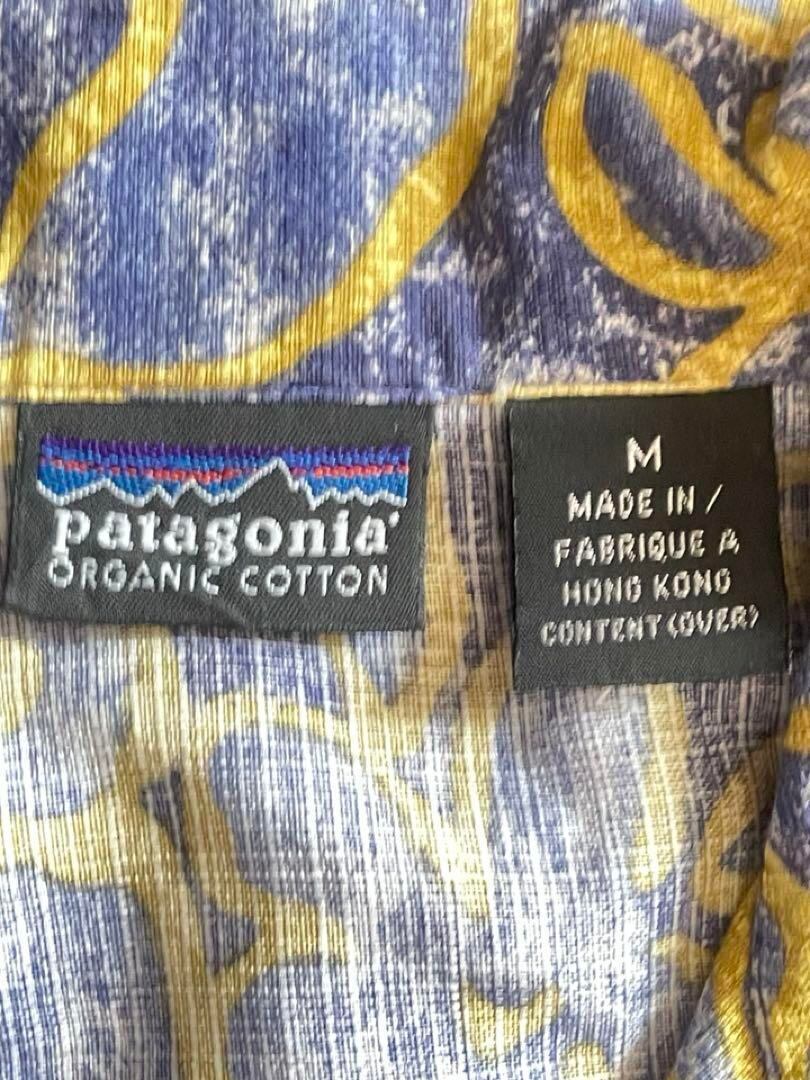 patagonia®
ORGANIC COTTON
M
MADE IN /
FABRIQUE A
HONG KONG
CONTENT (OVER)